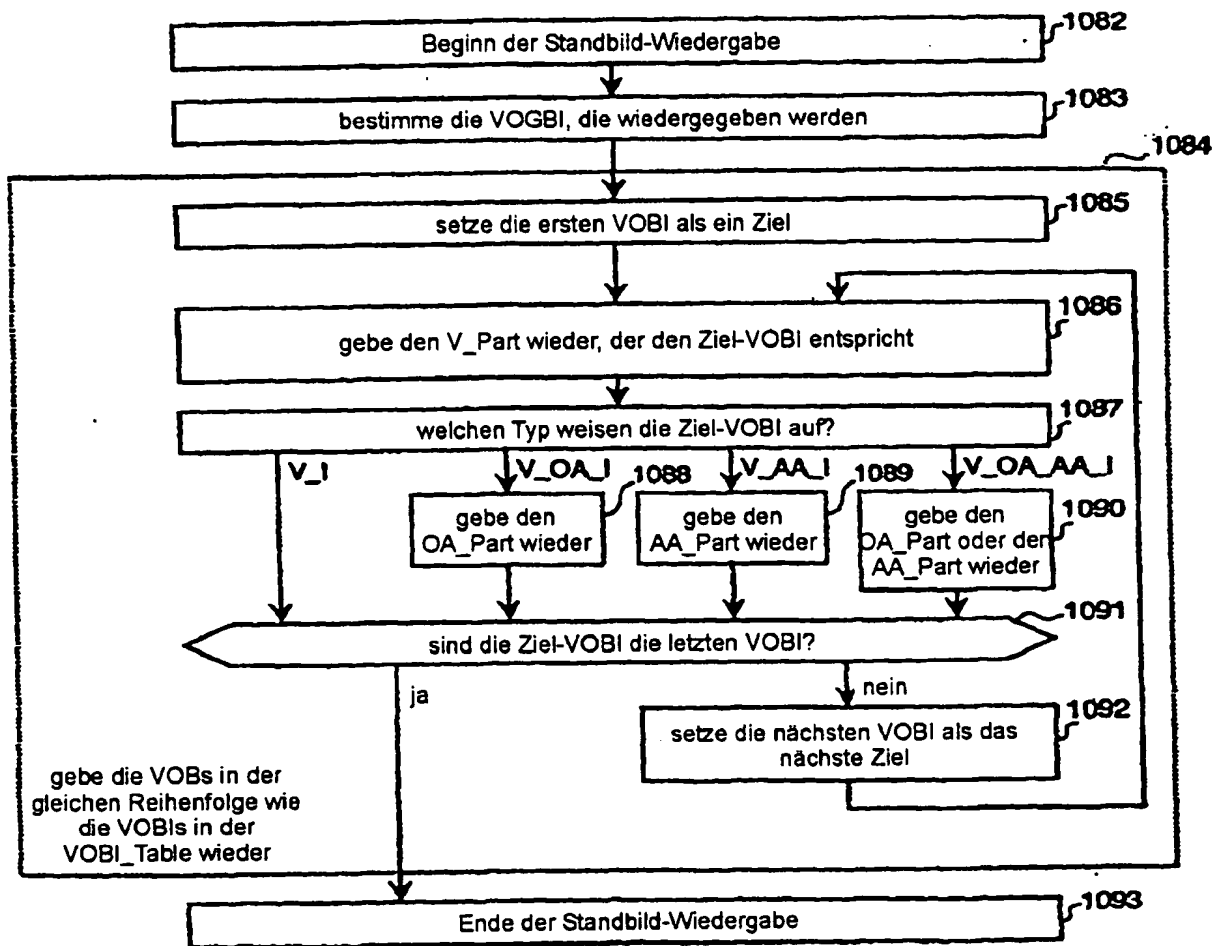 Beginn der Standbild-Wiedergabe
1082
bestimme die VOGBI, die wiedergegeben werden
1083
1084
setze die ersten VOBI als ein Ziel
1085
gebe den V_Part wieder, der den Ziel-VOBI entspricht
1086
welchen Typ weisen die Ziel-VOBI auf?
1087
V_I
V_OA_I
V_AA_I
V_OA_AA_I
gebe den
OA_Part wieder
1088
gebe den
AA_Part wieder
1089
gebe den
OA_Part oder den
AA_Part wieder
1090
sind die Ziel-VOBI die letzten VOBI?
1091
ja
nein
setze die nächsten VOBI als das
nächste Ziel
1092
gebe die VOBs in der
gleichen Reihenfolge wie
die VOBIs in der
VOBI_Table wieder
Ende der Standbild-Wiedergabe
1093